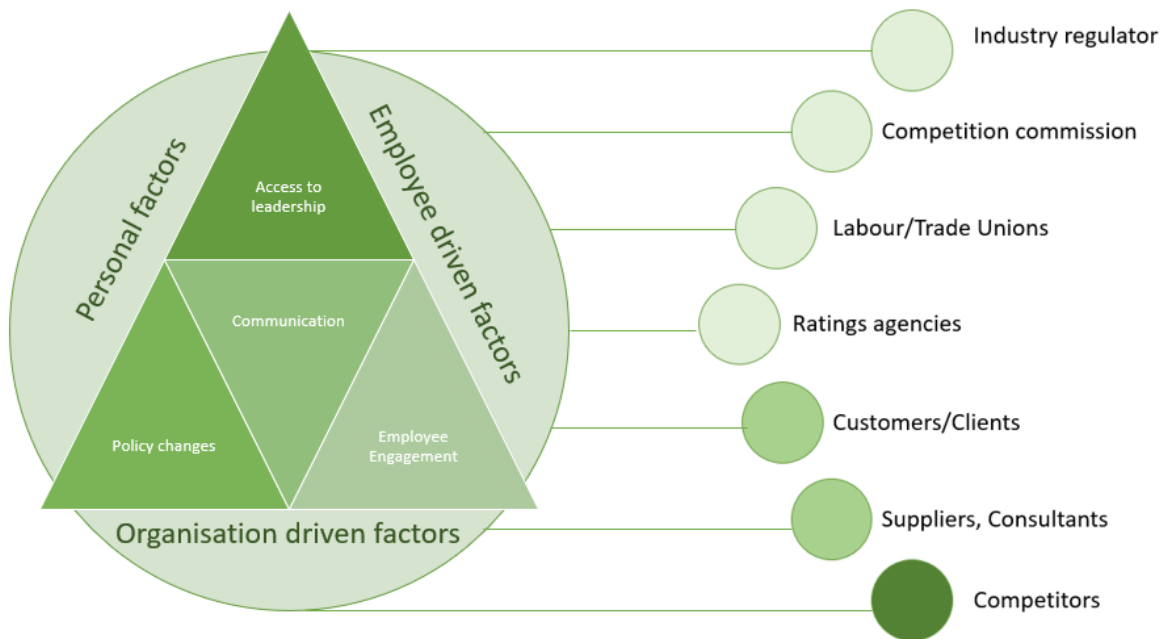 Personal factors
Employee driven factors
Organisation driven factors
Access to
leadership
Communication
Policy changes
Employee
Engagement
Industry regulator
Competition commission
Labour/Trade Unions
Ratings agencies
Customers/Clients
Suppliers, Consultants
Competitors